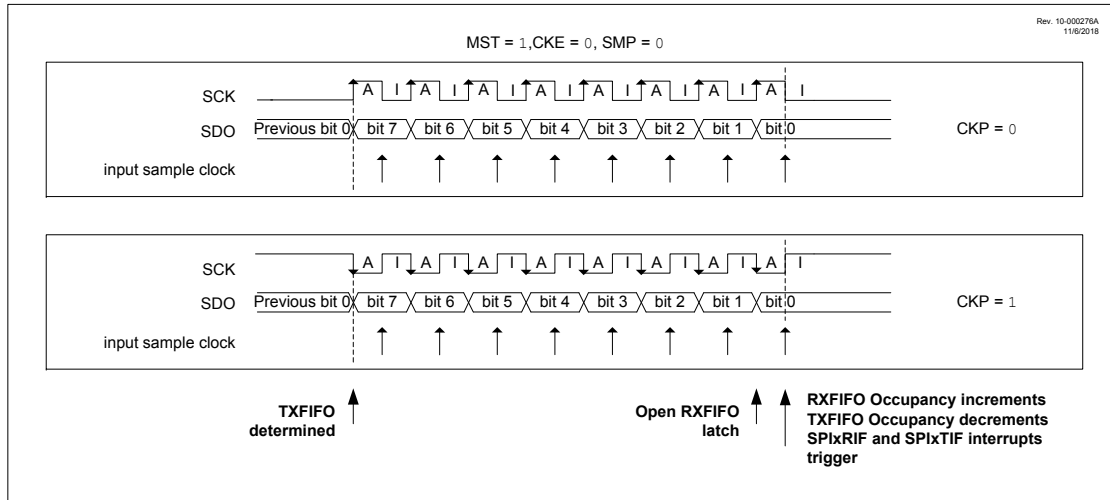 Rev. 10-000276A
11/6/2018
MST = 1,CKE = 0, SMP = 0
SCK
A I A I A I A I A I A I A I A I
SDO
Previous bit 0 bit 7 bit 6 bit 5 bit 4 bit 3 bit 2 bit 1 bit 0
CKP = 0
input sample clock
SCK
A I A I A I A I A I A I A I A I
SDO
Previous bit 0 bit 7 bit 6 bit 5 bit 4 bit 3 bit 2 bit 1 bit 0
CKP = 1
input sample clock
TXFIFO
determined
Open RXFIFO
latch
RXFIFO Occupancy increments
TXFIFO Occupancy decrements
SPIxRIF and SPIxTIF interrupts
trigger